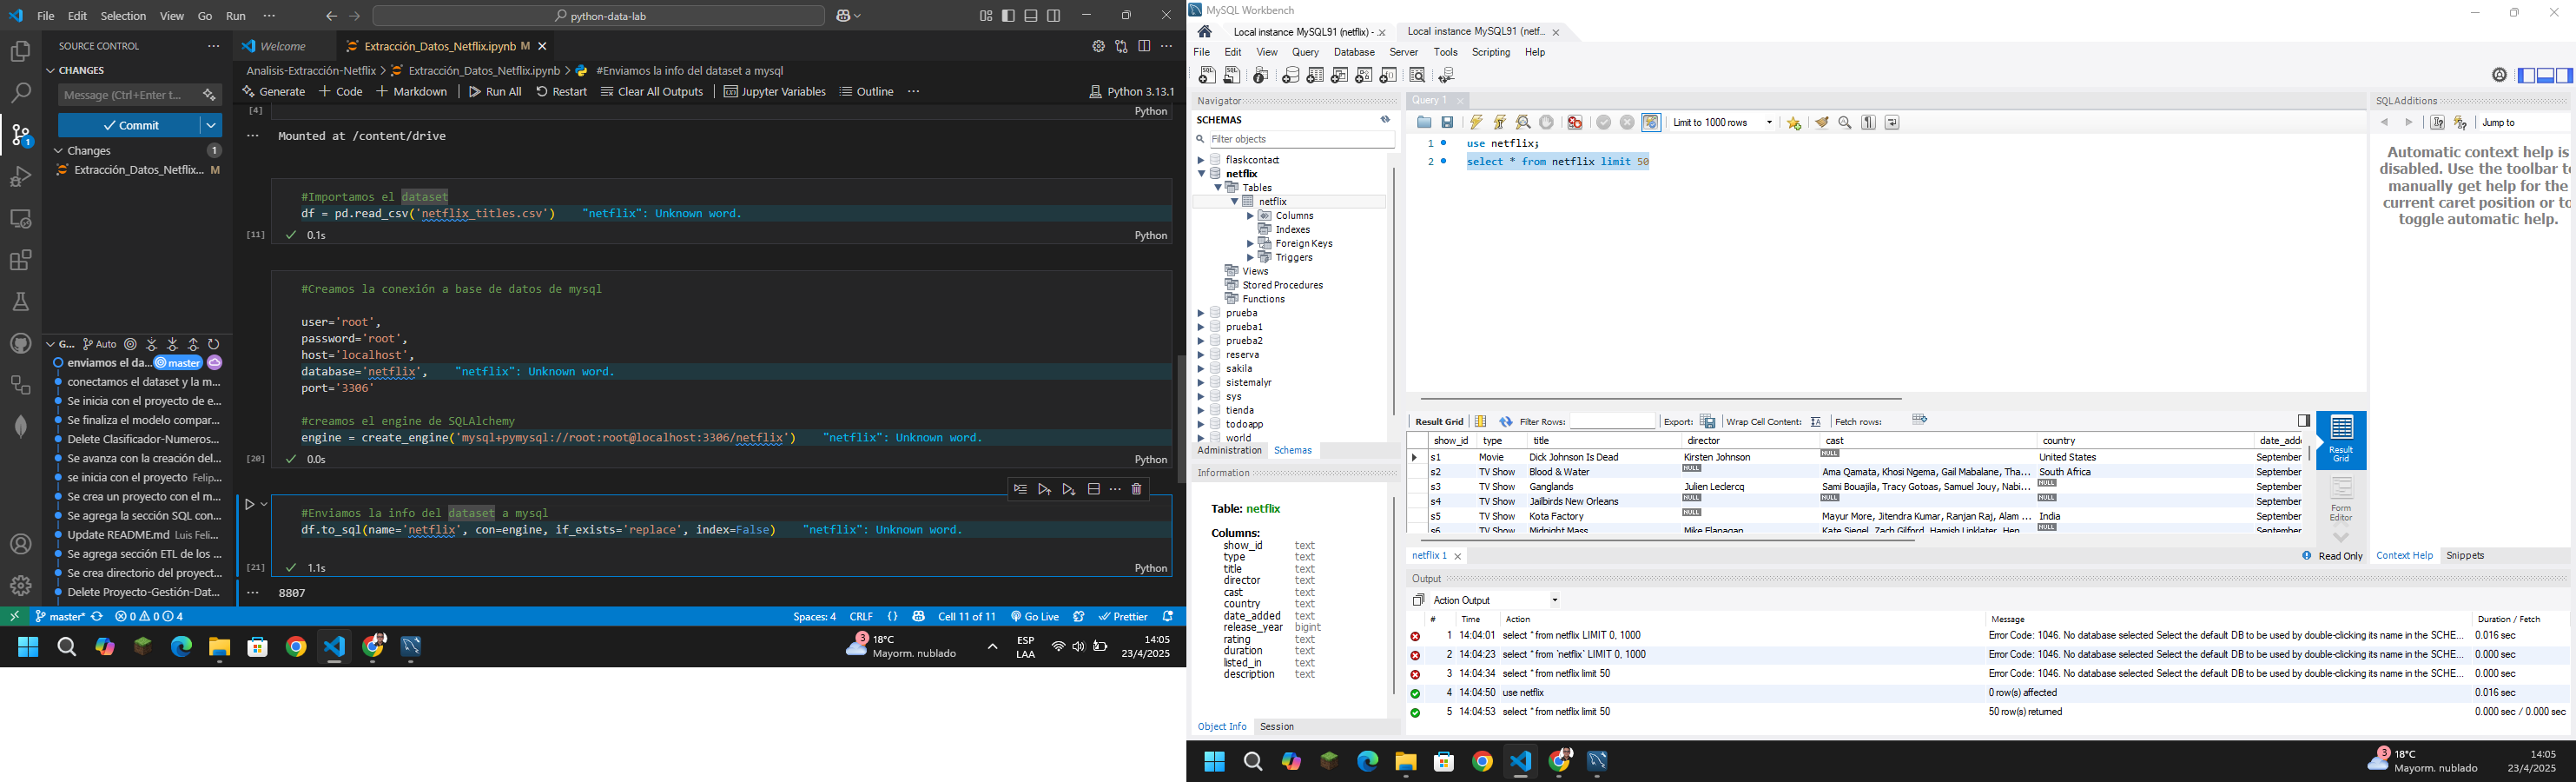 File Edit Selection View Go Run ···
python-data-lab
SOURCE CONTROL
CHANGES
Message (Ctrl+Enter t...
Commit
Changes 1
Extracción_Datos_Netflix... M
G... Auto
enviamos el da... master
conectamos el dataset y la m...
Se inicia con el proyecto de e...
Se finaliza el modelo compar...
Delete Clasificador-Numeros...
Se avanza con la creación del...
se inicia con el proyecto Felip...
Se crea un proyecto con el m...
Se agrega la sección SQL con...
Update README.md Luis Feli...
Se agrega sección ETL de los ...
Se crea directorio del proyect...
Delete Proyecto-Gestión-Dat...
Welcome
Extracción_Datos_Netflix.ipynb M
Analisis-Extracción-Netflix > Extracción_Datos_Netflix.ipynb > #Enviamos la info del dataset a mysql
Generate + Code + Markdown Run All Restart Clear All Outputs Jupyter Variables Outline ··· Python 3.13.1
[4] Python
Mounted at /content/drive
#Importamos el dataset
df = pd.read_csv('netflix_titles.csv') "netflix": Unknown word.
[11] 0.1s Python
#Creamos la conexión a base de datos de mysql
user='root',
password='root',
host='localhost',
database='netflix', "netflix": Unknown word.
port='3306'
#creamos el engine de SQLAlchemy
engine = create_engine('mysql+pymysql://root:root@localhost:3306/netflix') "netflix": Unknown word.
[20] 0.0s Python
#Enviamos la info del dataset a mysql
df.to_sql(name='netflix', con=engine, if_exists='replace', index=False) "netflix": Unknown word.
[21] 1.1s Python
8807
master* 0 0 4 Spaces: 4 CRLF {} Cell 11 of 11 Go Live Prettier
3 18°C
Mayorm. nublado
ESP
LAA
14:05
23/4/2025
MySQL Workbench
Local instance MySQL91 (netflix) - ...
Local instance MySQL91 (netf...
File Edit View Query Database Server Tools Scripting Help
Navigator
SCHEMAS
Filter objects
flaskcontact
netflix
Tables
netflix
Columns
Indexes
Foreign Keys
Triggers
Views
Stored Procedures
Functions
prueba
prueba1
prueba2
reserva
sakila
sistemalyr
sys
tienda
todoapp
world
Administration Schemas
Information
Table: netflix
Columns:
show_id text
type text
title text
director text
cast text
country text
date_added text
release_year bigint
rating text
duration text
listed_in text
description text
Object Info Session
Query 1
Limit to 1000 rows
1 use netflix;
2 select * from netflix limit 50
Result Grid Filter Rows: Export: Wrap Cell Content: Fetch rows:
show_id type title director cast country date_adde
s1 Movie Dick Johnson Is Dead Kirsten Johnson NULL United States September
s2 TV Show Blood & Water NULL Ama Qamata, Khosi Ngema, Gail Mabalane, Tha... South Africa September
s3 TV Show Ganglands Julien Leclercq Sami Bouajila, Tracy Gotoas, Samuel Jouy, Nabi... NULL September
s4 TV Show Jailbirds New Orleans NULL NULL NULL September
s5 TV Show Kota Factory NULL Mayur More, Jitendra Kumar, Ranjan Raj, Alam ... India September
s6 TV Show Midnight Mass Mike Flanagan Kate Siegel, Zach Gilford, Hamish Linklater, Hen... NULL September
Result
Grid
Form
Editor
netflix 1
Read Only
Output
Action Output
# Time Action Message Duration / Fetch
1 14:04:01 select * from netflix LIMIT 0, 1000 Error Code: 1046. No database selected Select the default DB to be used by double-clicking its name in the SCHE... 0.016 sec
2 14:04:23 select * from `netflix` LIMIT 0, 1000 Error Code: 1046. No database selected Select the default DB to be used by double-clicking its name in the SCHE... 0.000 sec
3 14:04:34 select * from netflix limit 50 Error Code: 1046. No database selected Select the default DB to be used by double-clicking its name in the SCHE... 0.000 sec
4 14:04:50 use netflix 0 row(s) affected 0.016 sec
5 14:04:53 select * from netflix limit 50 50 row(s) returned 0.000 sec / 0.000 sec
SQLAdditions
Jump to
Automatic context help is
disabled. Use the toolbar to
manually get help for the
current caret position or to
toggle automatic help.
Context Help Snippets
3 18°C
Mayorm. nublado
14:05
23/4/2025